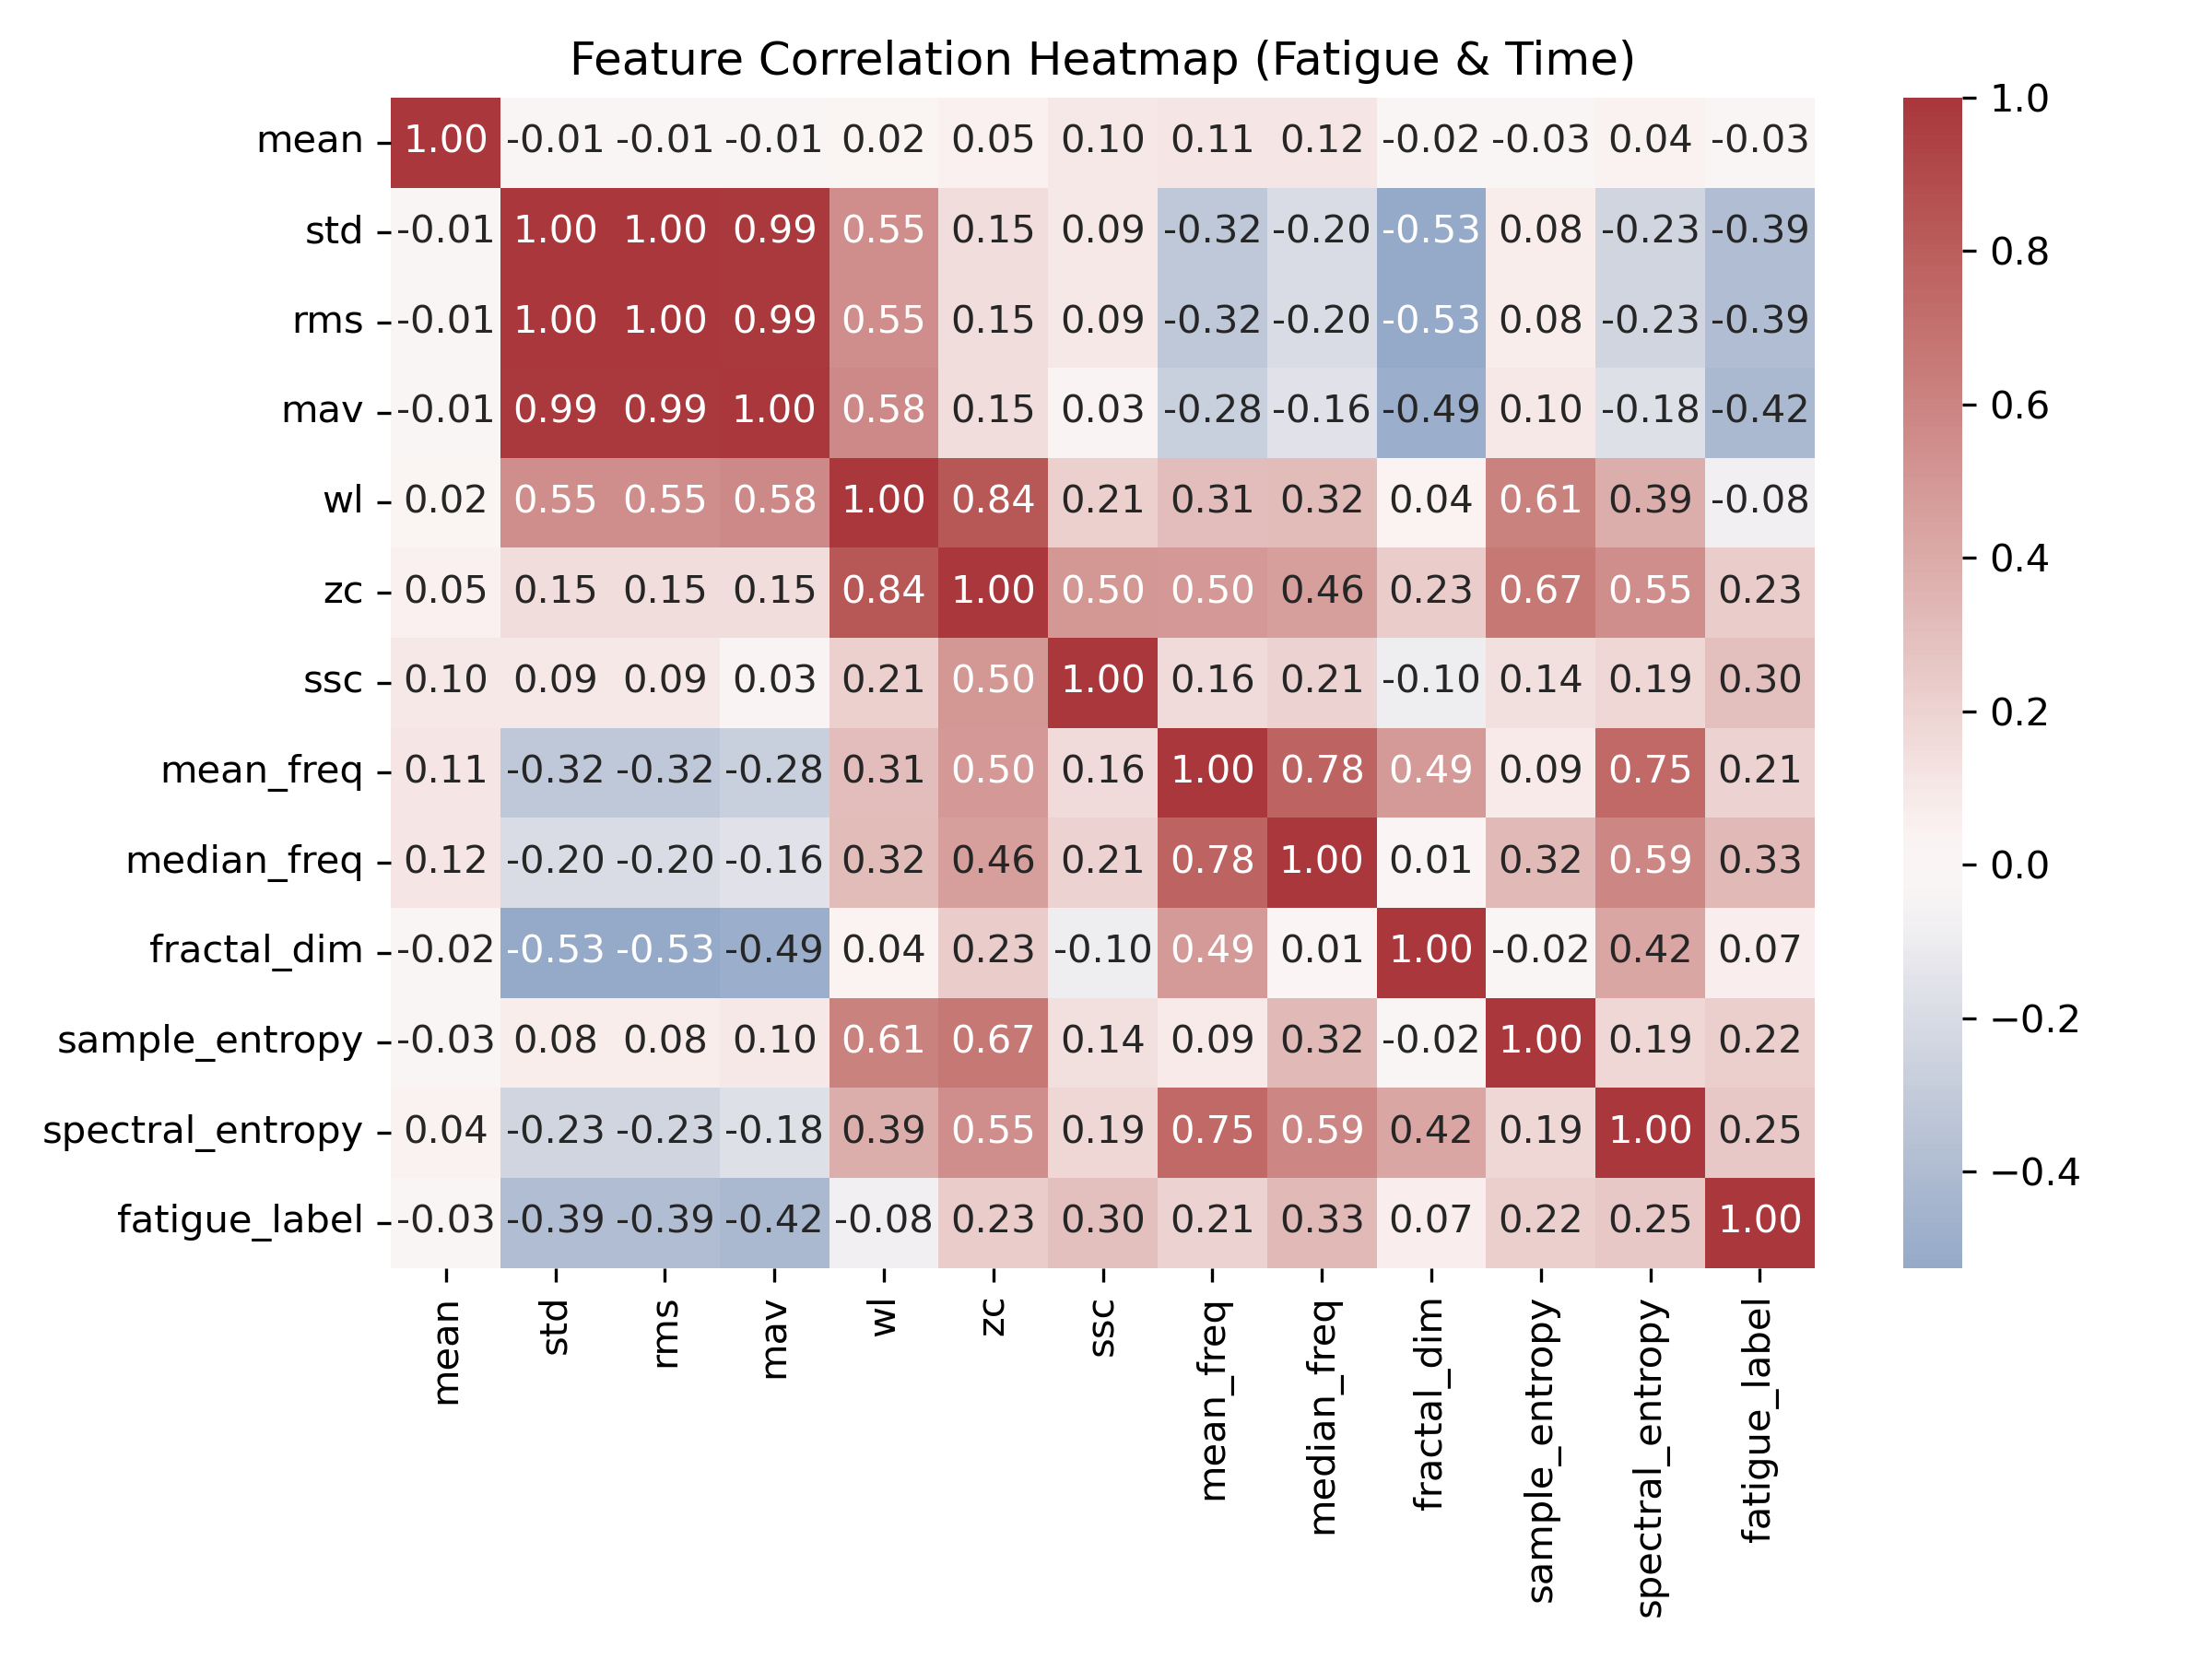 Feature Correlation Heatmap (Fatigue & Time)
mean 1.00 -0.01 -0.01 -0.01 0.02 0.05 0.10 0.11 0.12 -0.02 -0.03 0.04 -0.03
std -0.01 1.00 1.00 0.99 0.55 0.15 0.09 -0.32 -0.20 -0.53 0.08 -0.23 -0.39
rms -0.01 1.00 1.00 0.99 0.55 0.15 0.09 -0.32 -0.20 -0.53 0.08 -0.23 -0.39
mav -0.01 0.99 0.99 1.00 0.58 0.15 0.03 -0.28 -0.16 -0.49 0.10 -0.18 -0.42
wl 0.02 0.55 0.55 0.58 1.00 0.84 0.21 0.31 0.32 0.04 0.61 0.39 -0.08
zc 0.05 0.15 0.15 0.15 0.84 1.00 0.50 0.50 0.46 0.23 0.67 0.55 0.23
ssc 0.10 0.09 0.09 0.03 0.21 0.50 1.00 0.16 0.21 -0.10 0.14 0.19 0.30
mean_freq 0.11 -0.32 -0.32 -0.28 0.31 0.50 0.16 1.00 0.78 0.49 0.09 0.75 0.21
median_freq 0.12 -0.20 -0.20 -0.16 0.32 0.46 0.21 0.78 1.00 0.01 0.32 0.59 0.33
fractal_dim -0.02 -0.53 -0.53 -0.49 0.04 0.23 -0.10 0.49 0.01 1.00 -0.02 0.42 0.07
sample_entropy -0.03 0.08 0.08 0.10 0.61 0.67 0.14 0.09 0.32 -0.02 1.00 0.19 0.22
spectral_entropy 0.04 -0.23 -0.23 -0.18 0.39 0.55 0.19 0.75 0.59 0.42 0.19 1.00 0.25
fatigue_label -0.03 -0.39 -0.39 -0.42 -0.08 0.23 0.30 0.21 0.33 0.07 0.22 0.25 1.00
mean std rms mav wl zc ssc mean_freq median_freq fractal_dim sample_entropy spectral_entropy fatigue_label
1.0
0.8
0.6
0.4
0.2
0.0
−0.2
−0.4